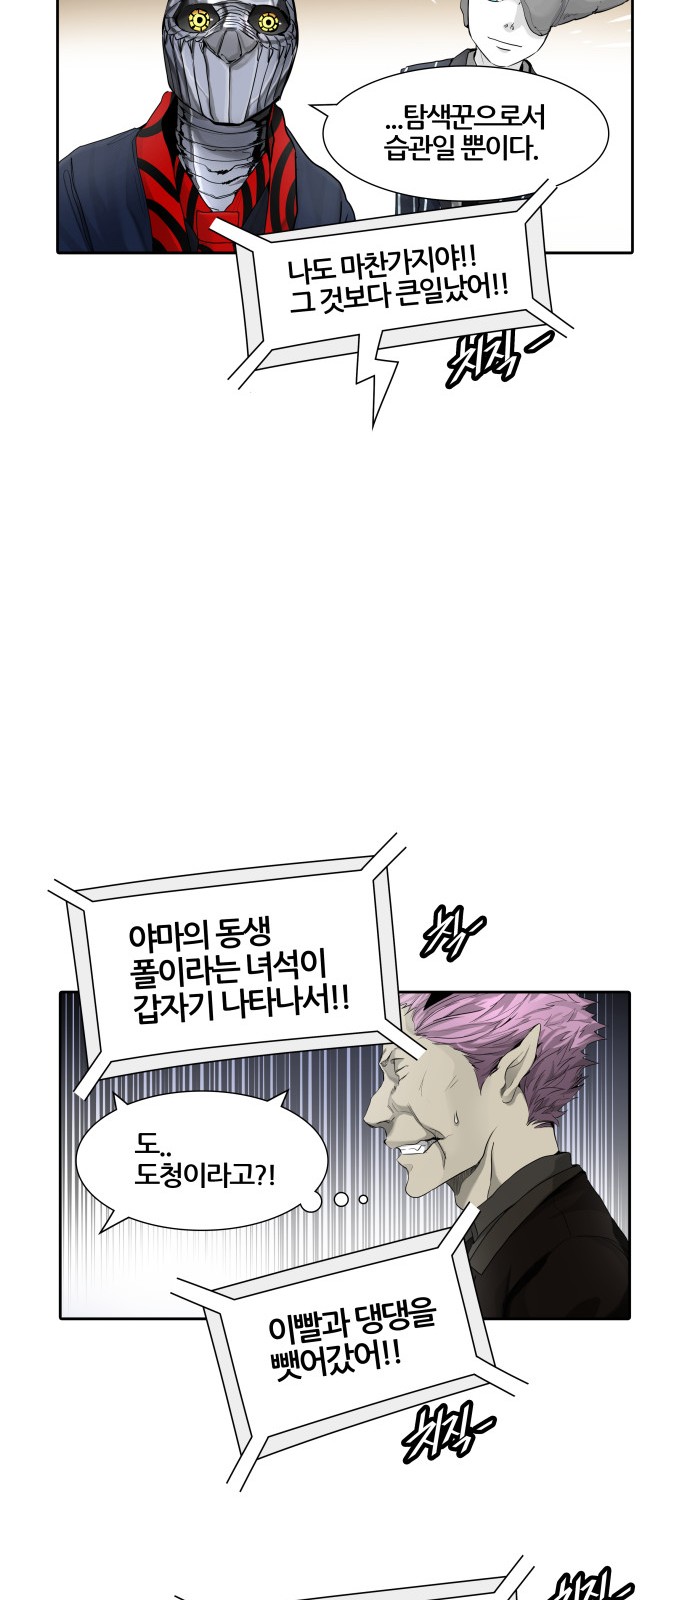 ...탐색꾼으로서
습관일 뿐이다.
나도 마찬가지야!!
그 것보다 큰일났어!!
치직-
야마의 동생
폴이라는 녀석이
갑자기 나타나서!!
칙-
도..
도청이라고?!
이빨과 댕댕을
뺏어갔어!!
치직-
치직-